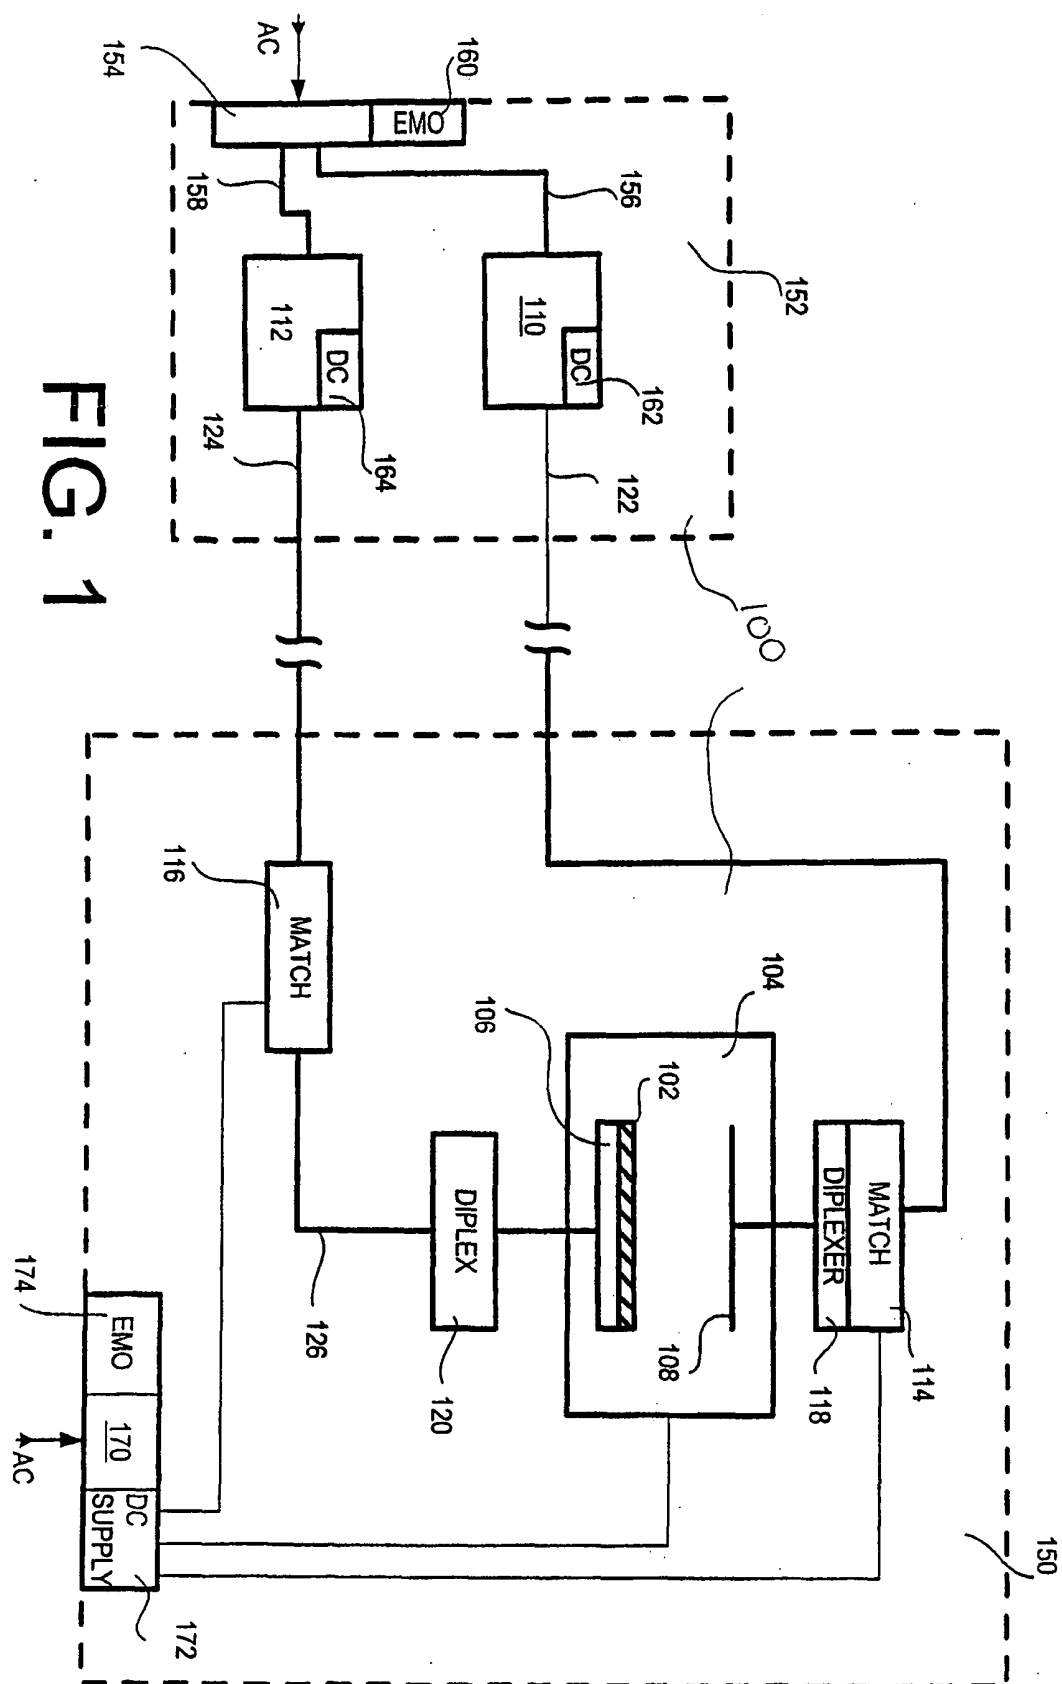 150
172
DC
SUPPLY
170
AC
EMO
174
114
118
MATCH
DIPLEXER
108
104
102
106
120
DIPLEX
126
MATCH
116
100
152
122
124
162
DC
110
164
DC
112
156
158
160
EMO
154
AC
FIG. 1